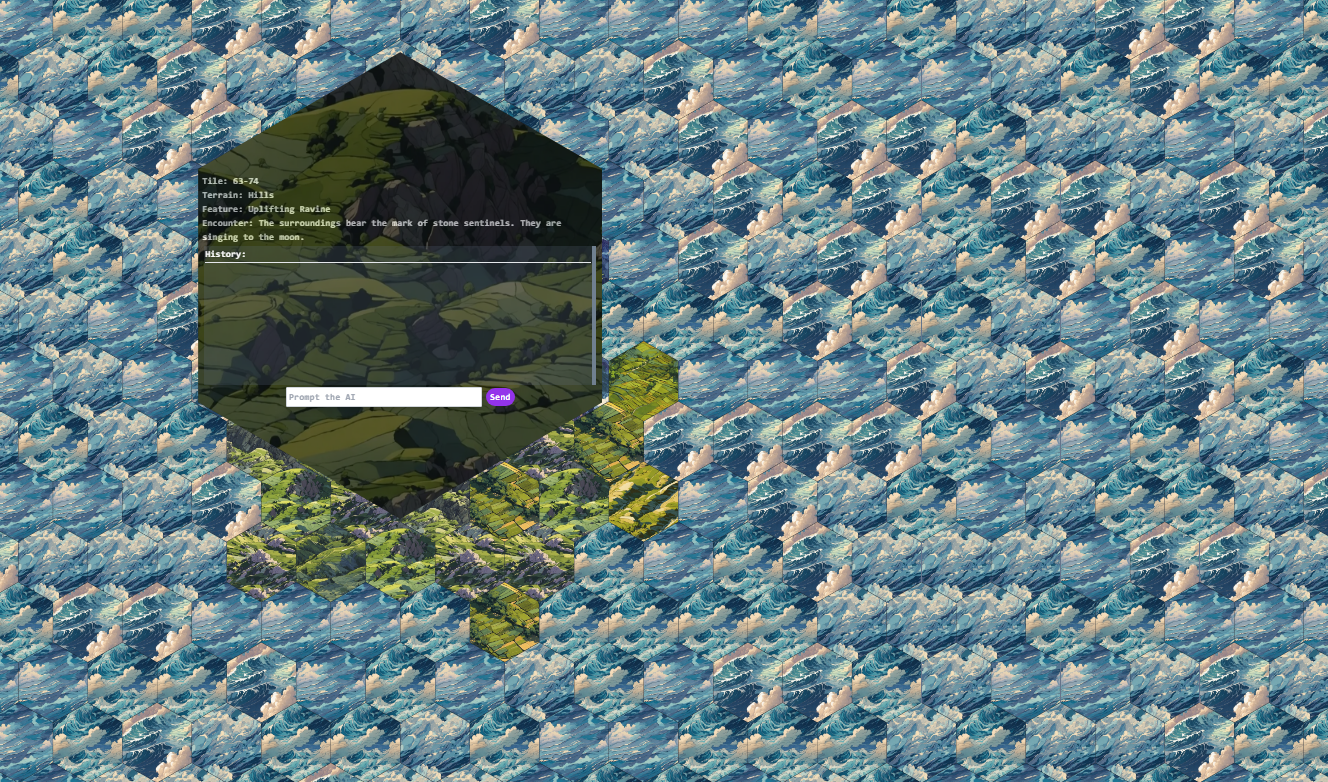 Tile: 63-74
Terrain: Hills
Feature: Uplifting Ravine
Encounter: The surroundings bear the mark of stone sentinels. They are
singing to the moon.
History:
Prompt the AI
Send